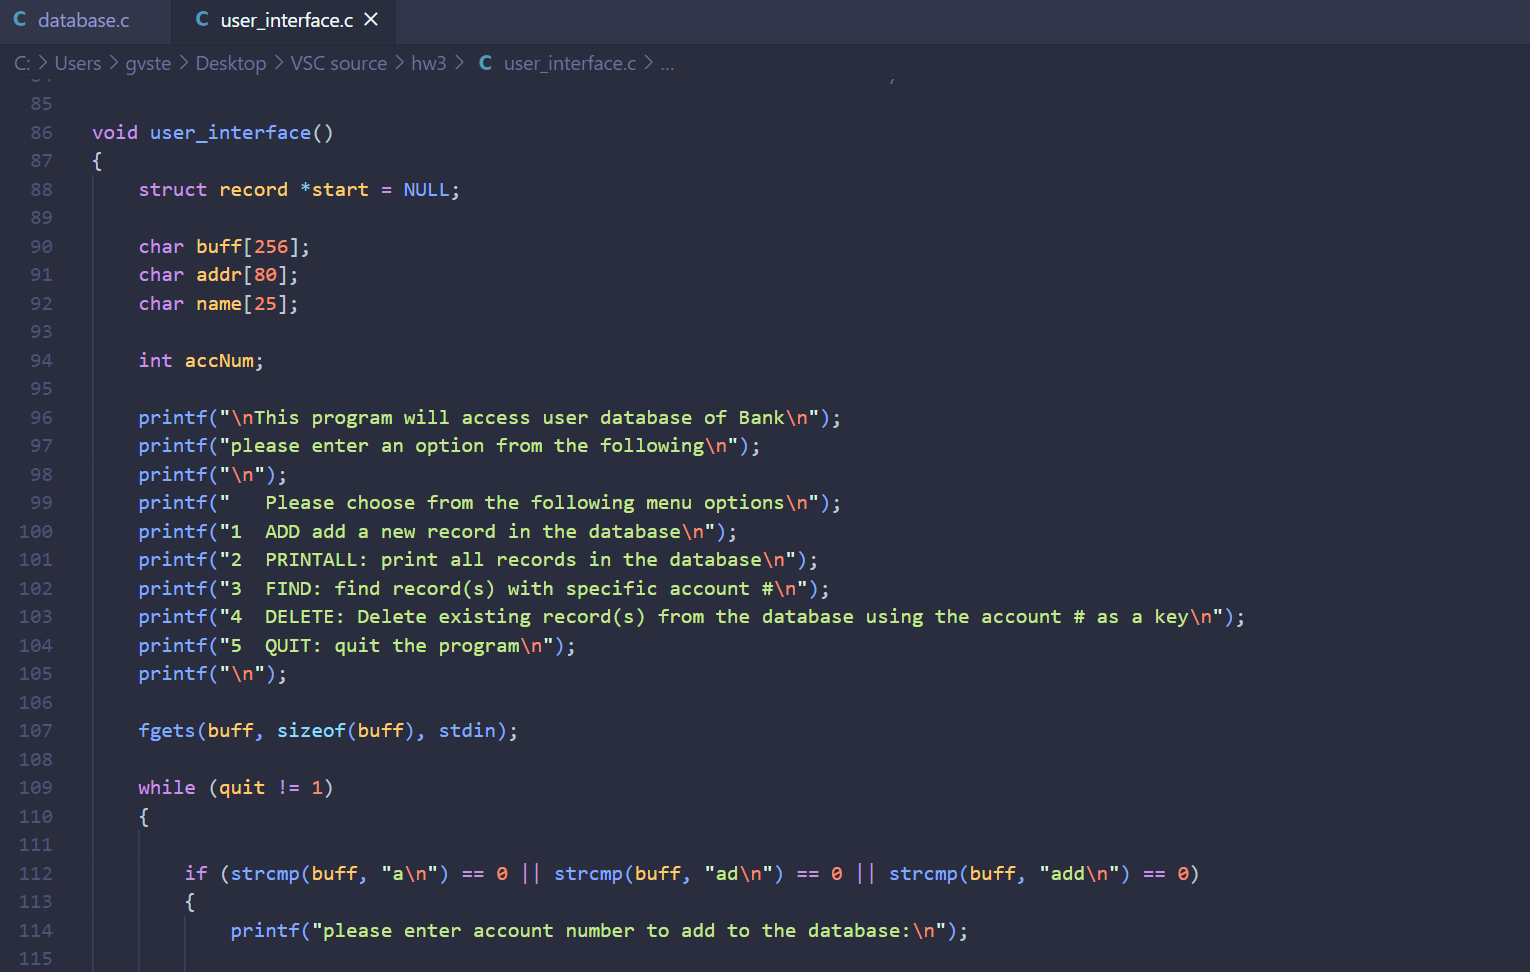 C database.c C user_interface.c ×
C: > Users > gvste > Desktop > VSC source > hw3 > C user_interface.c > ...
85
86 void user_interface()
87 {
88     struct record *start = NULL;
89
90     char buff[256];
91     char addr[80];
92     char name[25];
93
94     int accNum;
95
96     printf("\nThis program will access user database of Bank\n");
97     printf("please enter an option from the following\n");
98     printf("\n");
99     printf("   Please choose from the following menu options\n");
100     printf("1  ADD add a new record in the database\n");
101     printf("2  PRINTALL: print all records in the database\n");
102     printf("3  FIND: find record(s) with specific account #\n");
103     printf("4  DELETE: Delete existing record(s) from the database using the account # as a key\n");
104     printf("5  QUIT: quit the program\n");
105     printf("\n");
106
107     fgets(buff, sizeof(buff), stdin);
108
109     while (quit != 1)
110     {
111
112         if (strcmp(buff, "a\n") == 0 || strcmp(buff, "ad\n") == 0 || strcmp(buff, "add\n") == 0)
113         {
114             printf("please enter account number to add to the database:\n");
115